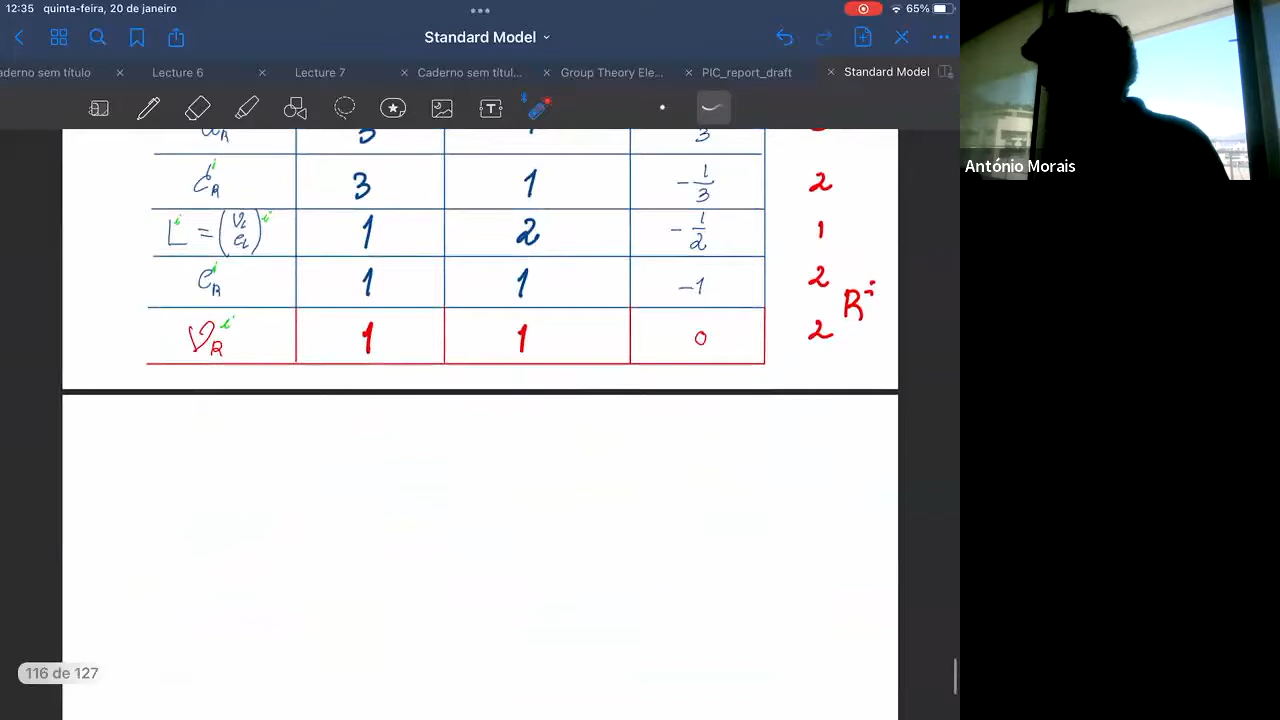 12:35 quinta-feira, 20 de janeiro
65%
Standard Model
aderno sem título
Lecture 6
Lecture 7
Caderno sem títul...
Group Theory Ele...
PIC_report_draft
Standard Model
R 3 3
R^i 3 1 -1/3 2
L^i = (ν_L e_L)^i 1 2 -1/2 1
e_R^i 1 1 -1 2
R^i
ν_R^i 1 1 0 2
116 de 127
António Morais